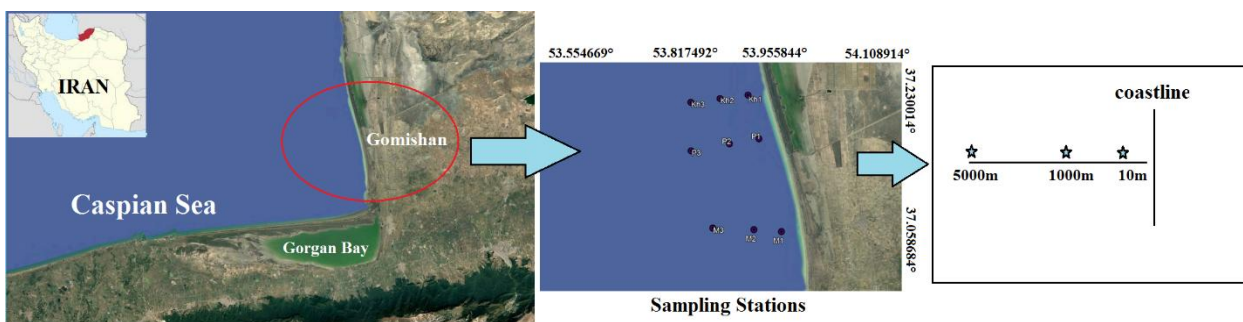 IRAN
Gomishan
Caspian Sea
Gorgan Bay
53.554669° 53.817492° 53.955844° 54.108914°
37.230014°
37.058684°
Kh3 Kh2 Kh1
P3 P2 P1
M3 M2 M1
Sampling Stations
coastline
5000m 1000m 10m